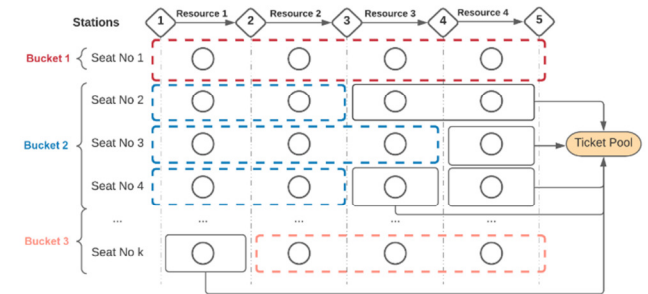 Stations
1 Resource 1 2 Resource 2 3 Resource 3 4 Resource 4 5
Bucket 1 Seat No 1
Seat No 2
Bucket 2 Seat No 3 Ticket Pool
Seat No 4
... ... ... ... ...
Bucket 3
Seat No k